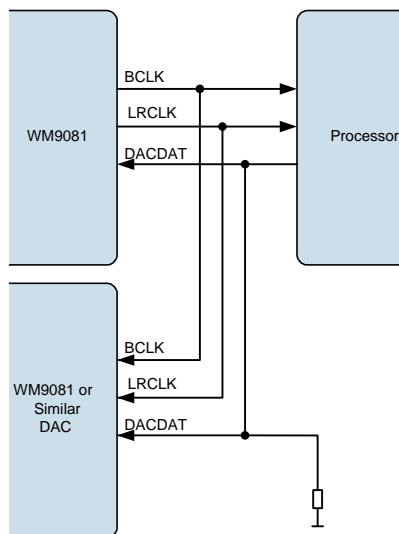 BCLK
LRCLK
WM9081
Processor
DACDAT
BCLK
LRCLK
WM9081 or
Similar
DAC
DACDAT